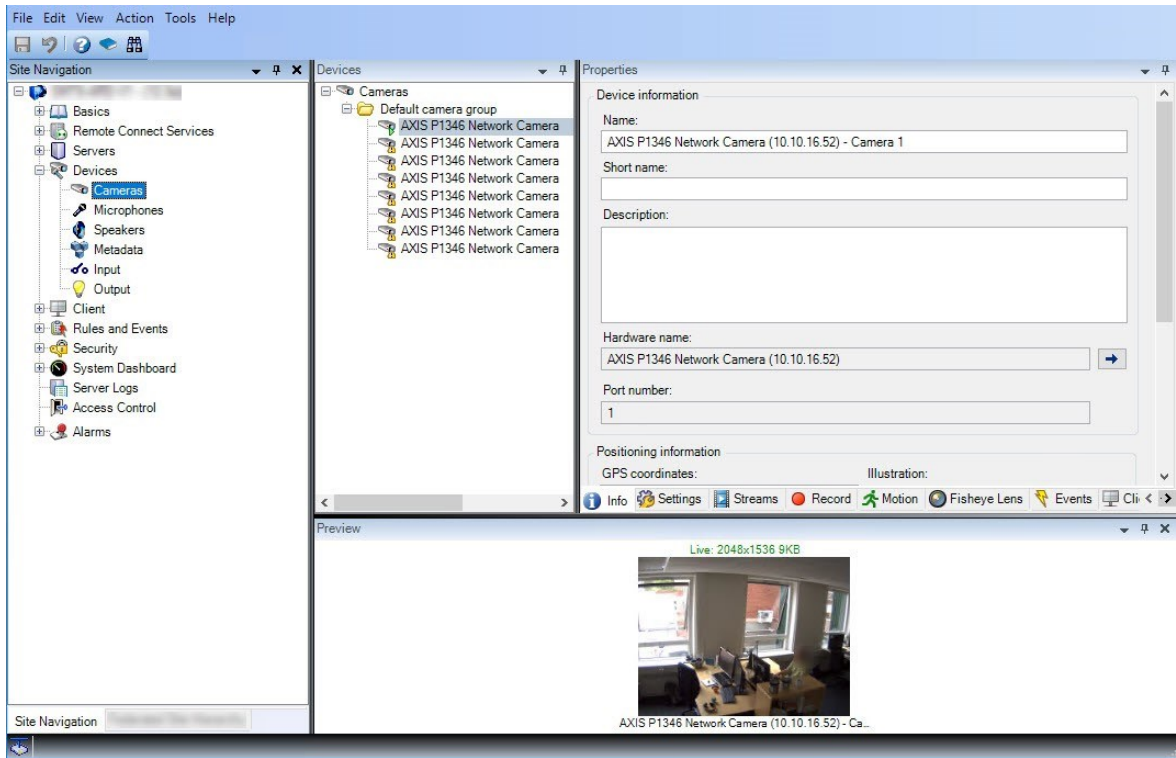 File Edit View Action Tools Help
Site Navigation
Basics
Remote Connect Services
Servers
Devices
Cameras
Microphones
Speakers
Metadata
Input
Output
Client
Rules and Events
Security
System Dashboard
Server Logs
Access Control
Alarms
Site Navigation
Devices
Cameras
Default camera group
AXIS P1346 Network Camera
AXIS P1346 Network Camera
AXIS P1346 Network Camera
AXIS P1346 Network Camera
AXIS P1346 Network Camera
AXIS P1346 Network Camera
AXIS P1346 Network Camera
AXIS P1346 Network Camera
Properties
Device information
Name:
AXIS P1346 Network Camera (10.10.16.52) - Camera 1
Short name:
Description:
Hardware name:
AXIS P1346 Network Camera (10.10.16.52)
Port number:
1
Positioning information
GPS coordinates: Illustration:
Info Settings Streams Record Motion Fisheye Lens Events Cli
Preview
Live: 2048x1536 9KB
AXIS P1346 Network Camera (10.10.16.52) - Ca...